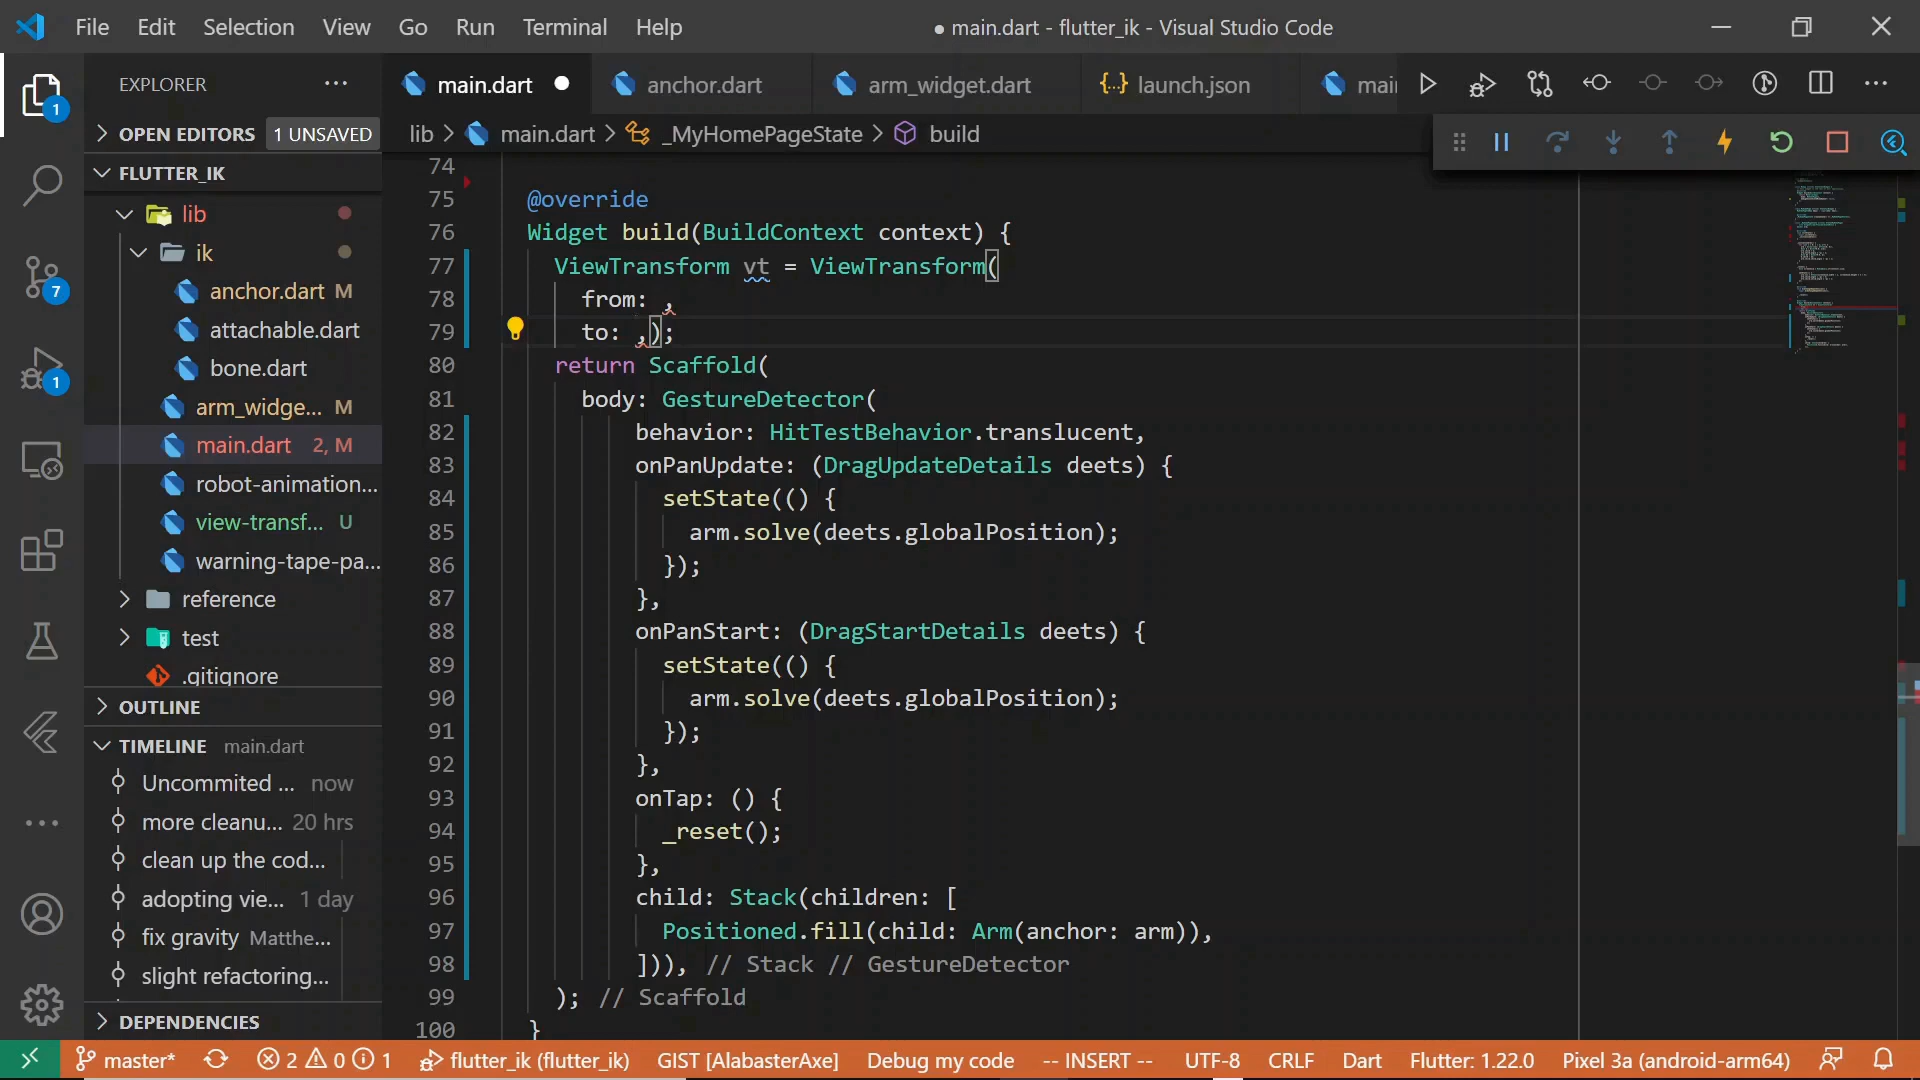 File Edit Selection View Go Run Terminal Help
● main.dart - flutter_ik - Visual Studio Code
EXPLORER
main.dart
anchor.dart
arm_widget.dart
{..} launch.json
mai
OPEN EDITORS 1 UNSAVED
lib > main.dart > _MyHomePageState > build
FLUTTER_IK
lib
ik
anchor.dart M
attachable.dart
bone.dart
arm_widge... M
main.dart 2, M
robot-animation...
view-transf... U
warning-tape-pa...
reference
test
.gitignore
OUTLINE
TIMELINE main.dart
Uncommited ... now
more cleanu... 20 hrs
clean up the cod...
adopting vie... 1 day
fix gravity Matthe...
slight refactoring...
DEPENDENCIES
1
7
1
74
75 @override
76 Widget build(BuildContext context) {
77 ViewTransform vt = ViewTransform(
78 from: ,
79 to: ,);
80 return Scaffold(
81 body: GestureDetector(
82 behavior: HitTestBehavior.translucent,
83 onPanUpdate: (DragUpdateDetails deets) {
84 setState(() {
85 arm.solve(deets.globalPosition);
86 });
87 },
88 onPanStart: (DragStartDetails deets) {
89 setState(() {
90 arm.solve(deets.globalPosition);
91 });
92 },
93 onTap: () {
94 _reset();
95 },
96 child: Stack(children: [
97 Positioned.fill(child: Arm(anchor: arm)),
98 ])), // Stack // GestureDetector
99 ); // Scaffold
100 }
master* 2 0 1 flutter_ik (flutter_ik) GIST [AlabasterAxe] Debug my code -- INSERT -- UTF-8 CRLF Dart Flutter: 1.22.0 Pixel 3a (android-arm64)